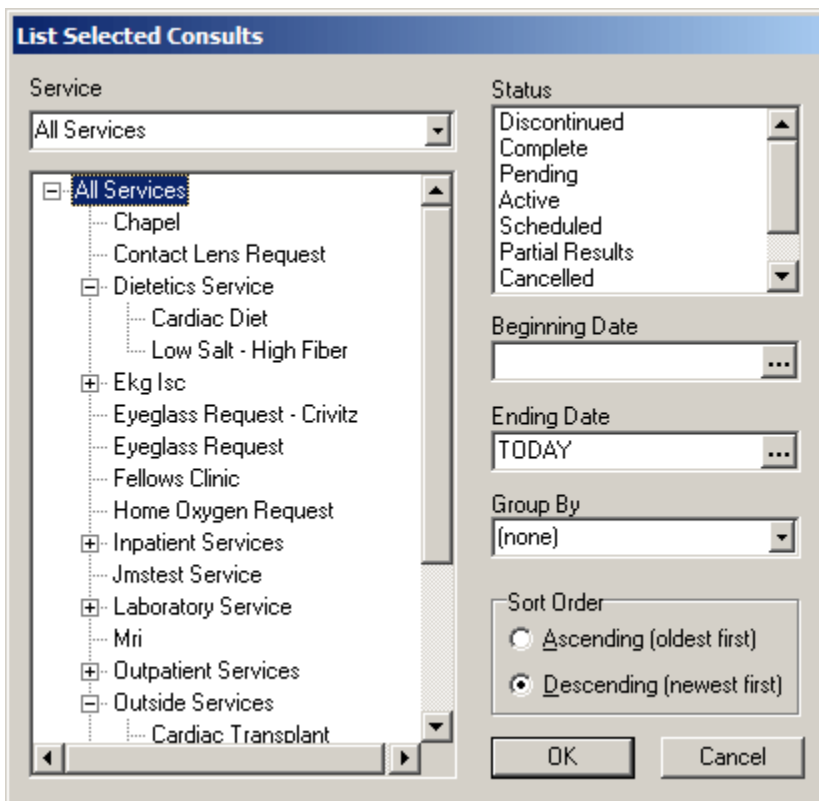 List Selected Consults
Service
All Services
All Services
Chapel
Contact Lens Request
Dietetics Service
Cardiac Diet
Low Salt - High Fiber
Ekg Isc
Eyeglass Request - Crivitz
Eyeglass Request
Fellows Clinic
Home Oxygen Request
Inpatient Services
Jmstest Service
Laboratory Service
Mri
Outpatient Services
Outside Services
Cardiac Transplant
Status
Discontinued
Complete
Pending
Active
Scheduled
Partial Results
Cancelled
Beginning Date
...
Ending Date
TODAY ...
Group By
(none)
Sort Order
Ascending (oldest first)
Descending (newest first)
OK Cancel